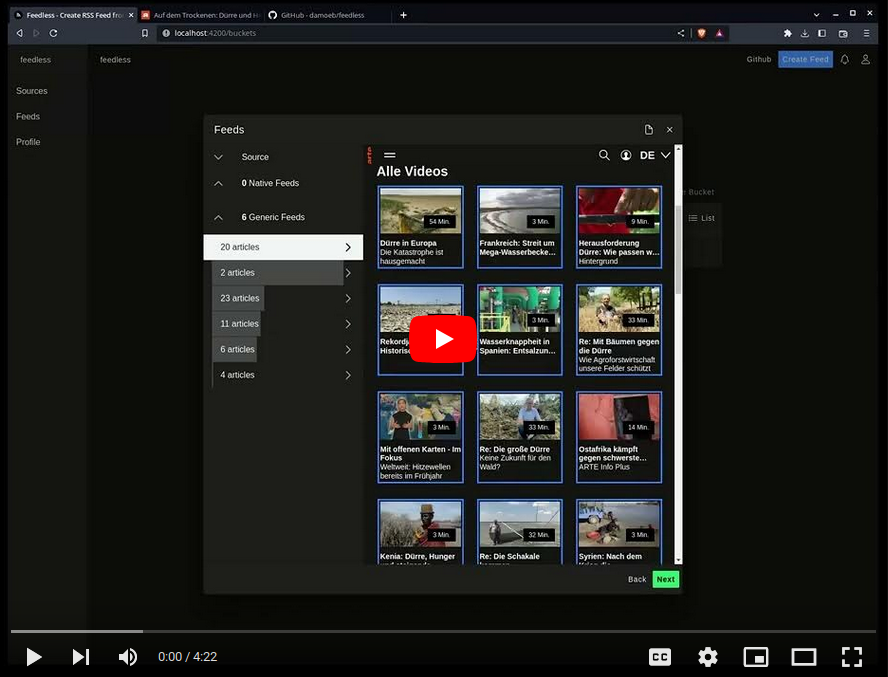 Feedless - Create RSS Feed fro
Auf dem Trockenen: Dürre und H
GitHub - damoeb/feedless
localhost:4200/buckets
feedless
feedless
Github
Create Feed
Sources
Feeds
Profile
Feeds
Source
0 Native Feeds
6 Generic Feeds
20 articles
2 articles
23 articles
11 articles
6 articles
4 articles
arte
DE
Alle Videos
54 Min.
Dürre in Europa
Die Katastrophe ist
hausgemacht
3 Min.
Frankreich: Streit um
Mega-Wasserbecke...
9 Min.
Herausforderung
Dürre: Wie passen w...
Hintergrund
Historis
3 Min.
Wasserknappheit in
Spanien: Entsalzun...
33 Min.
Re: Mit Bäumen gegen
die Dürre
Wie Agroforstwirtschaft
unsere Felder schützt
3 Min.
Mit offenen Karten - Im
Fokus
Weltweit: Hitzewellen
bereits im Frühjahr
33 Min.
Re: Die große Dürre
Keine Zukunft für den
Wald?
14 Min.
Ostafrika kämpft
gegen schwerste...
ARTE Info Plus
3 Min.
Kenia: Dürre, Hunger
32 Min.
Re: Die Schakale
3 Min.
Syrien: Nach dem
Bucket
List
Back
Next
0:00 / 4:22
CC